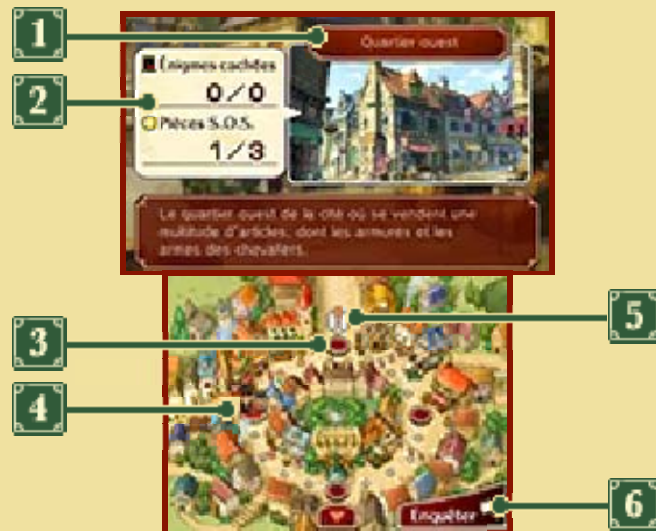 1
Quartier ouest
2
Énigmes cachées
0/0
Pièces S.O.S.
1/3
Le quartier ouest de la cité où se vendent une
multitude d'articles, dont les armures et les
armes des chevaliers.
3
5
4
Enquêter
6